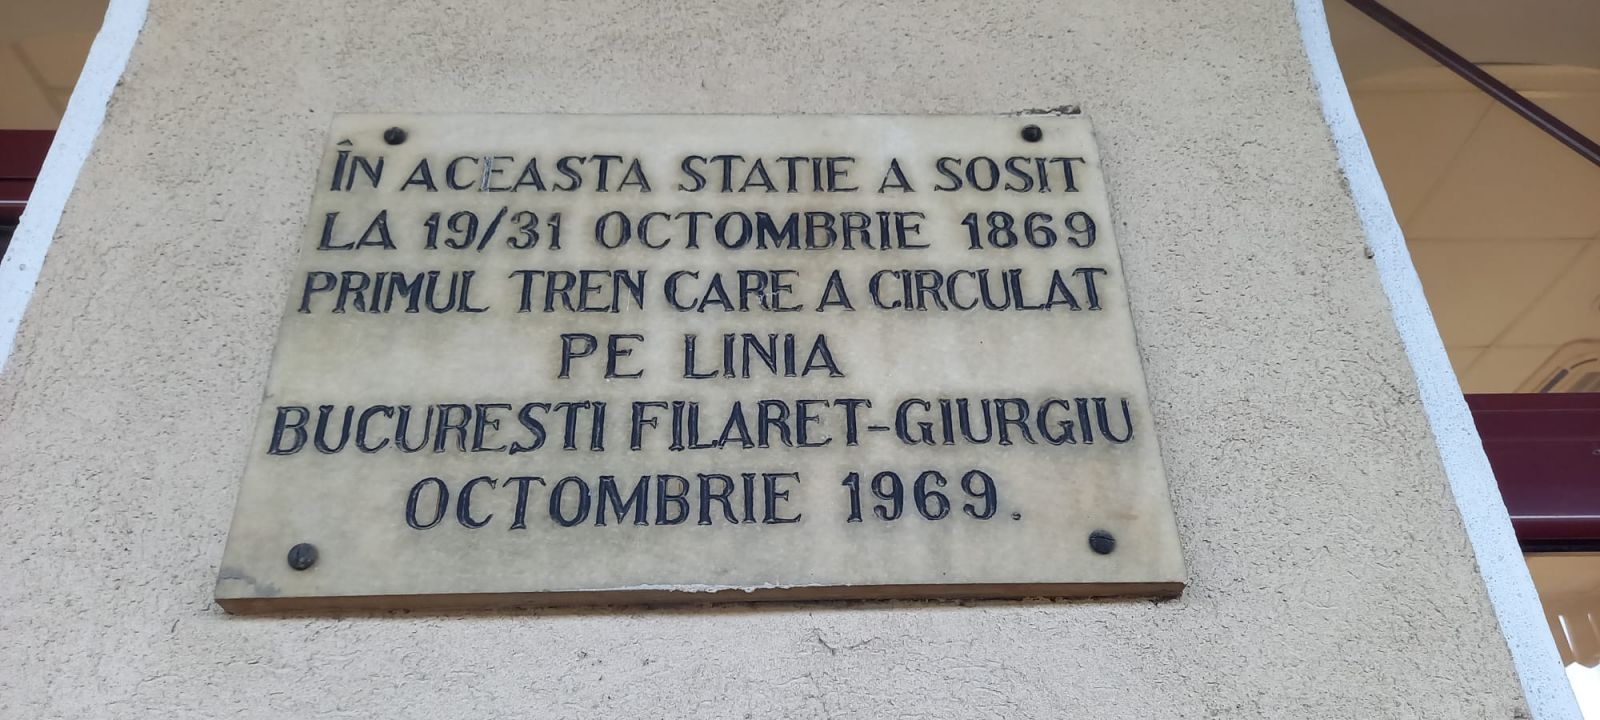 ÎN ACEASTA STATIE A SOSIT
LA 19/31 OCTOMBRIE 1869
PRIMUL TREN CARE A CIRCULAT
PE LINIA
BUCURESTI FILARET-GIURGIU
OCTOMBRIE 1969.